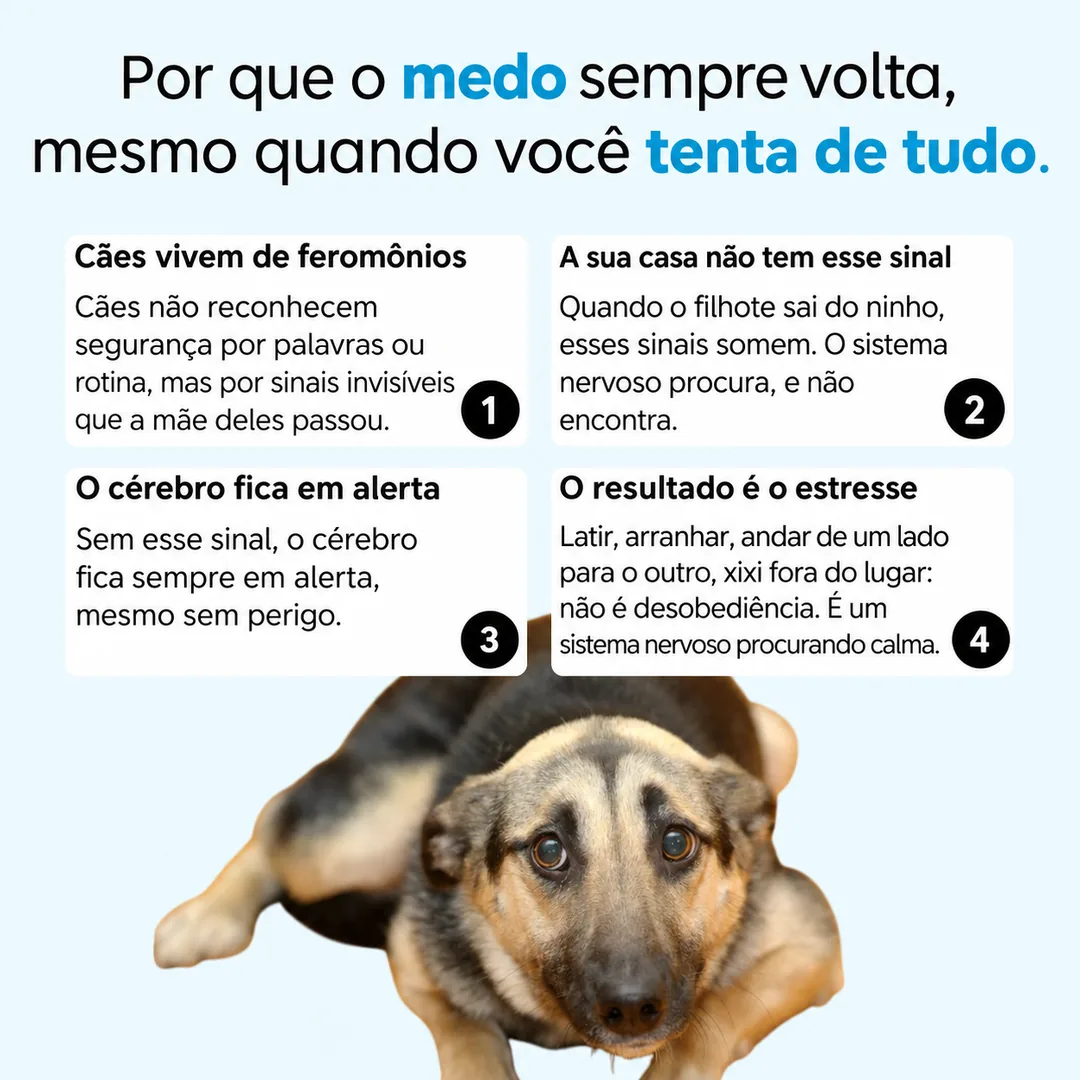 Por que o medo sempre volta,
mesmo quando você tenta de tudo.
Cães vivem de feromônios
Cães não reconhecem
segurança por palavras ou
rotina, mas por sinais invisíveis
que a mãe deles passou.
1
A sua casa não tem esse sinal
Quando o filhote sai do ninho,
esses sinais somem. O sistema
nervoso procura, e não
encontra.
2
O cérebro fica em alerta
Sem esse sinal, o cérebro
fica sempre em alerta,
mesmo sem perigo.
3
O resultado é o estresse
Latir, arranhar, andar de um lado
para o outro, xixi fora do lugar:
não é desobediência. É um
sistema nervoso procurando calma.
4